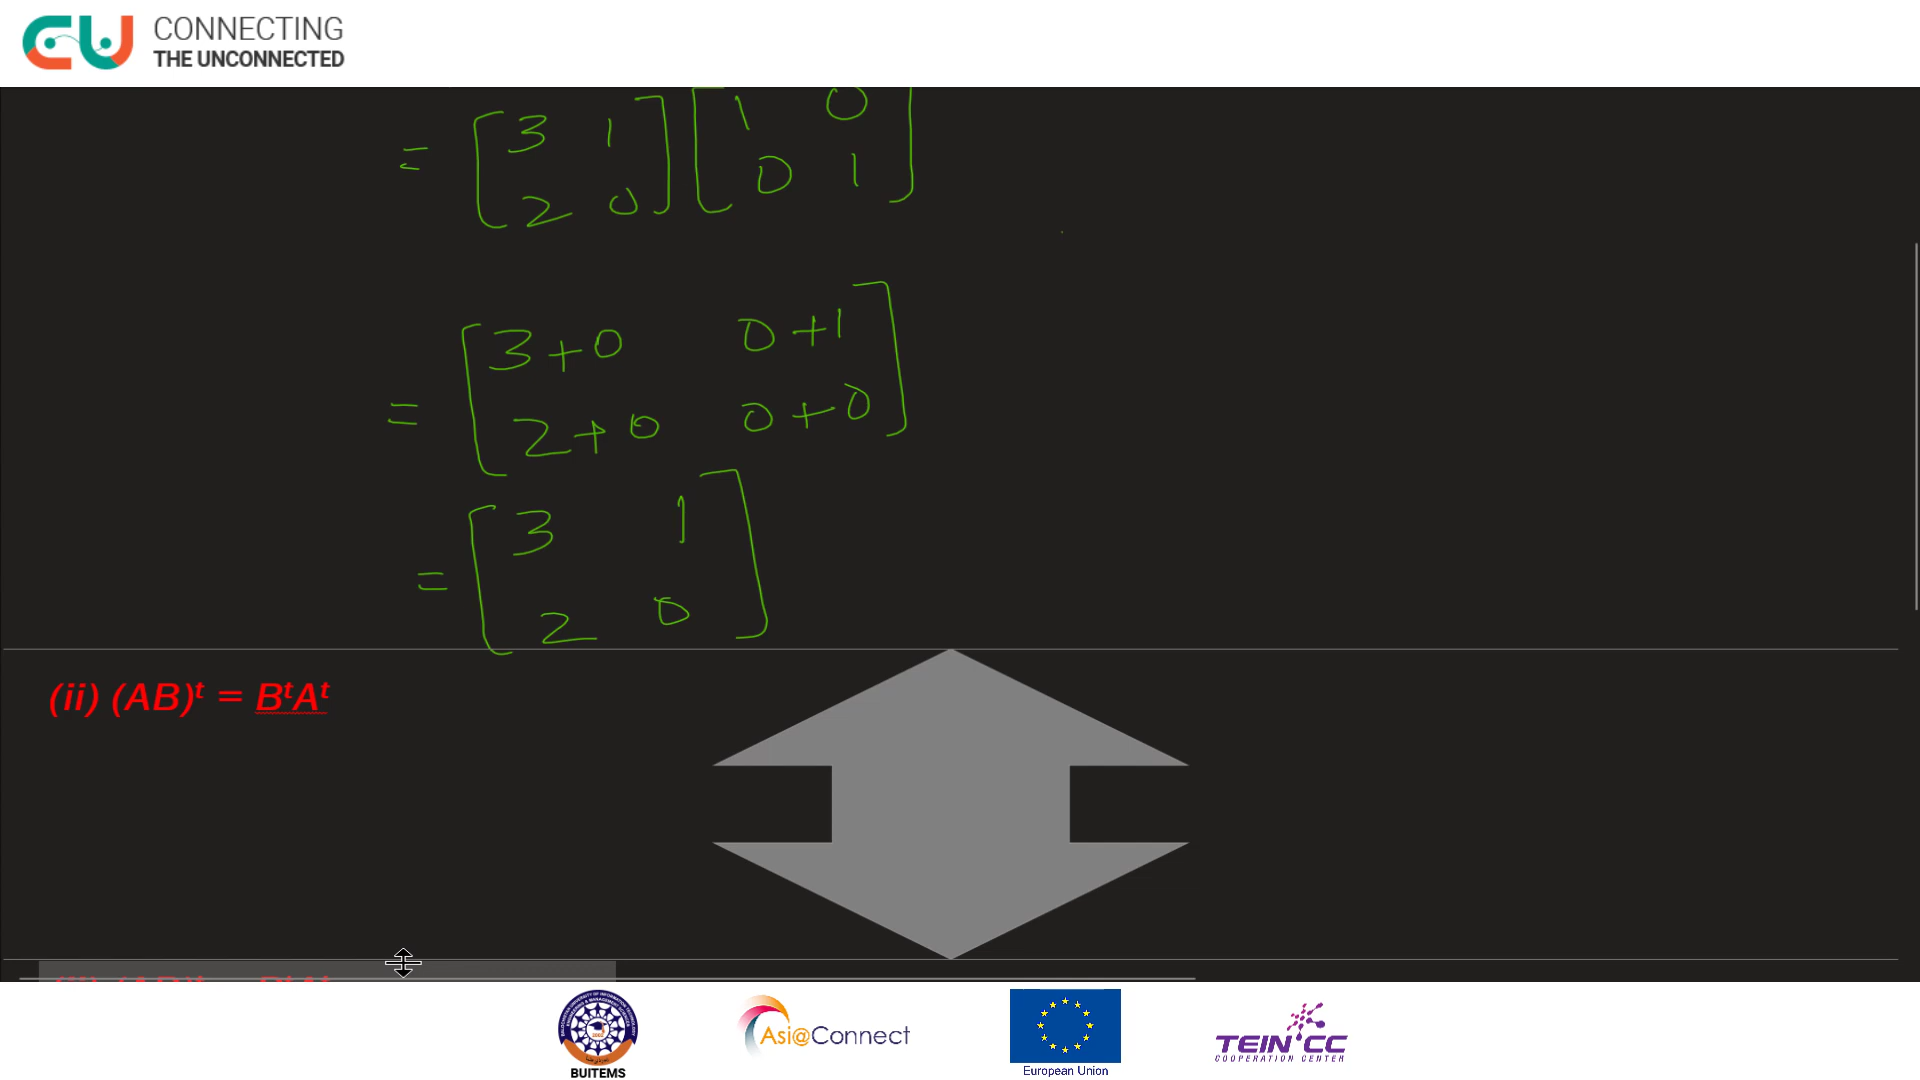 CONNECTING
THE UNCONNECTED
= [3 1] [1 0]
[2 0] [0 1]
= [3+0 0+1]
[2+0 0+0]
= [3 1]
[2 0]
(ii) (AB)ᵗ = BᵗAᵗ
BUITEMS
Asi@Connect
European Union
TEIN*CC
COOPERATION CENTER